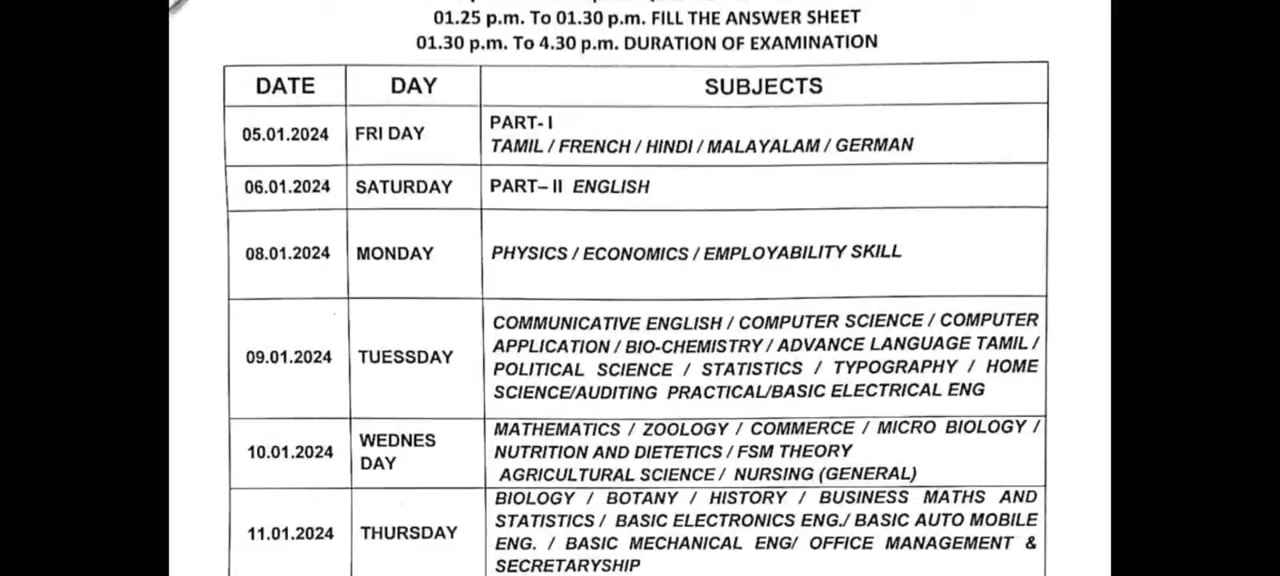 01.25 p.m. To 01.30 p.m. FILL THE ANSWER SHEET
01.30 p.m. To 4.30 p.m. DURATION OF EXAMINATION
DATE DAY SUBJECTS
05.01.2024 FRI DAY PART- I
TAMIL / FRENCH / HINDI / MALAYALAM / GERMAN
06.01.2024 SATURDAY PART– II ENGLISH
08.01.2024 MONDAY PHYSICS / ECONOMICS / EMPLOYABILITY SKILL
09.01.2024 TUESSDAY COMMUNICATIVE ENGLISH / COMPUTER SCIENCE / COMPUTER
APPLICATION / BIO-CHEMISTRY / ADVANCE LANGUAGE TAMIL /
POLITICAL SCIENCE / STATISTICS / TYPOGRAPHY / HOME
SCIENCE/AUDITING PRACTICAL/BASIC ELECTRICAL ENG
10.01.2024 WEDNES
DAY
MATHEMATICS / ZOOLOGY / COMMERCE / MICRO BIOLOGY /
NUTRITION AND DIETETICS / FSM THEORY
AGRICULTURAL SCIENCE / NURSING (GENERAL)
11.01.2024 THURSDAY BIOLOGY / BOTANY / HISTORY / BUSINESS MATHS AND
STATISTICS / BASIC ELECTRONICS ENG./ BASIC AUTO MOBILE
ENG. / BASIC MECHANICAL ENG/ OFFICE MANAGEMENT &
SECRETARYSHIP